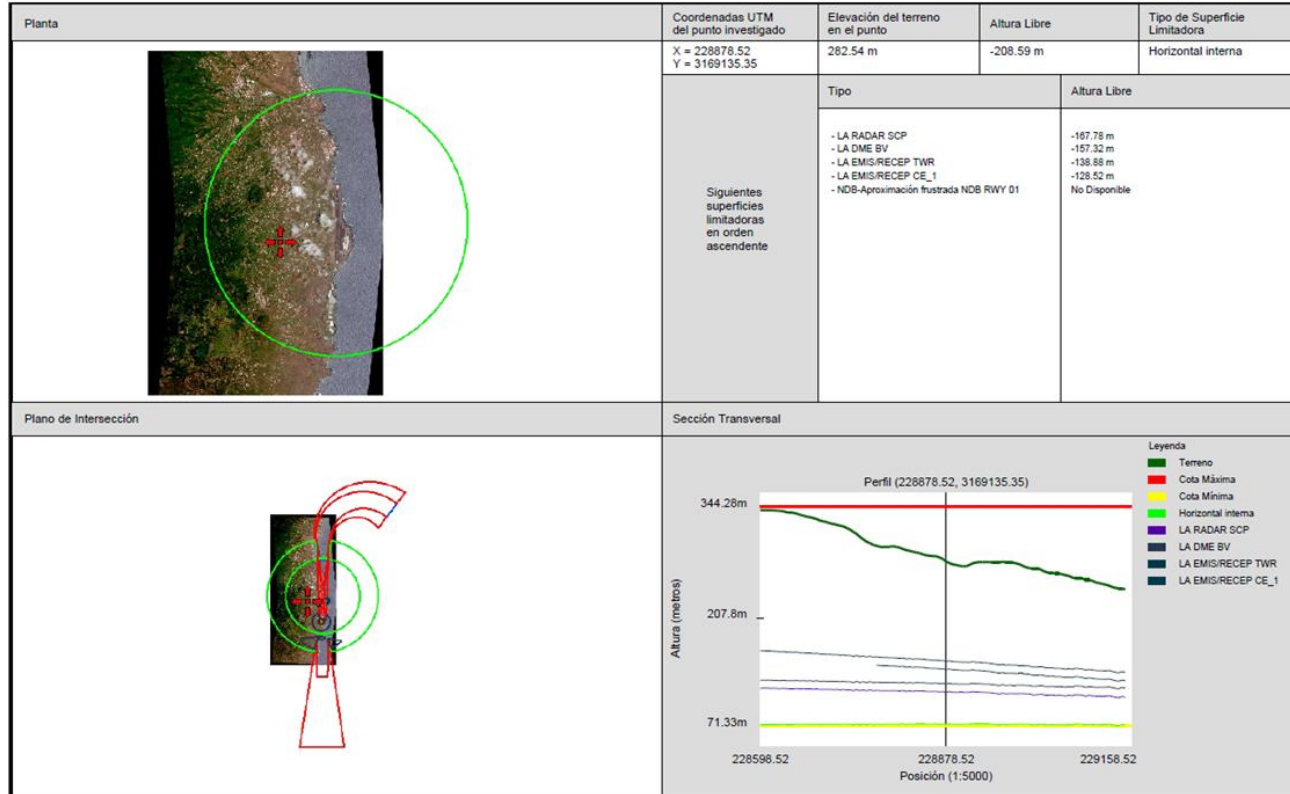 Planta
Coordenadas UTM
del punto investigado
Elevación del terreno
en el punto
Altura Libre
Tipo de Superficie
Limitadora
X = 228878.52
Y = 3169135.35
282.54 m
-208.59 m
Horizontal interna
Siguientes
superficies
limitadoras
en orden
ascendente
Tipo
Altura Libre
- LA RADAR SCP
-167.78 m
- LA DME BV
-157.32 m
- LA EMIS/RECEP TWR
-138.88 m
- LA EMIS/RECEP CE_1
-128.52 m
- NDB-Aproximación frustrada NDB RWY 01
No Disponible
Plano de Intersección
Sección Transversal
Perfil (228878.52, 3169135.35)
344.28m
207.8m
71.33m
Altura (metros)
228598.52
228878.52
229158.52
Posición (1:5000)
Leyenda
Terreno
Cota Máxima
Cota Mínima
Horizontal interna
LA RADAR SCP
LA DME BV
LA EMIS/RECEP TWR
LA EMIS/RECEP CE_1